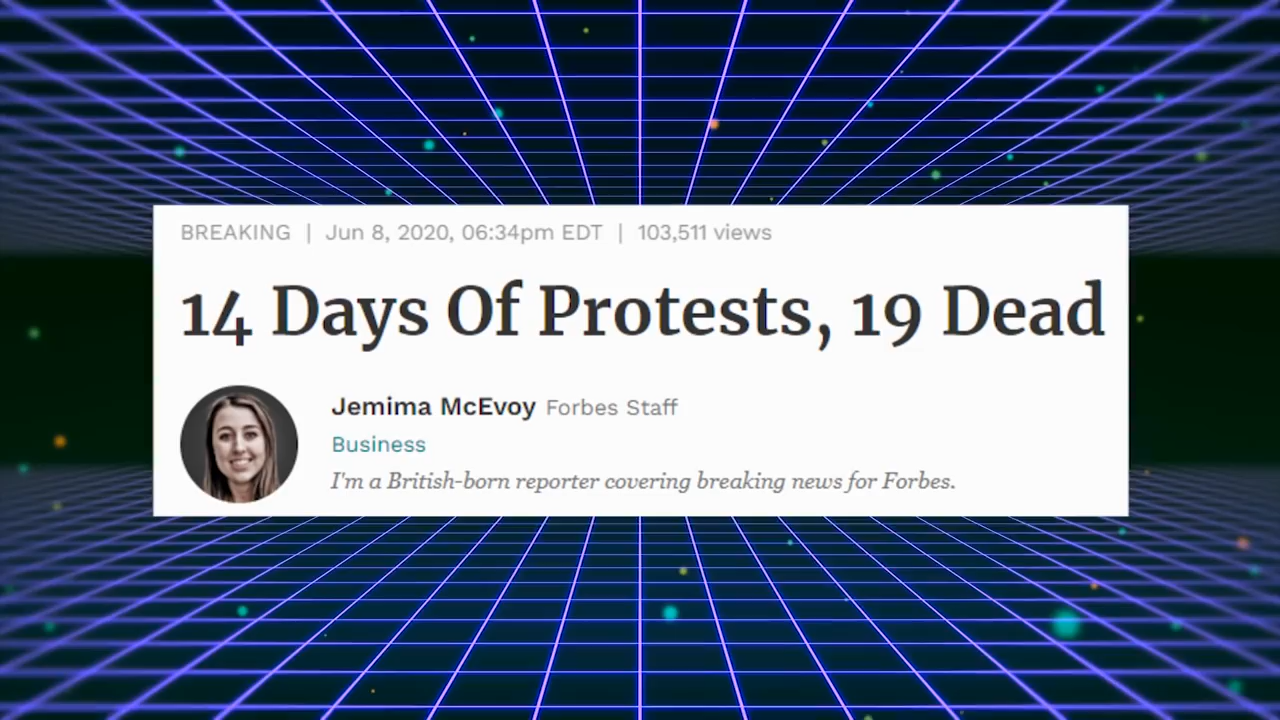 BREAKING | Jun 8, 2020, 06:34pm EDT | 103,511 views
14 Days Of Protests, 19 Dead
Jemima McEvoy Forbes Staff
Business
I'm a British-born reporter covering breaking news for Forbes.